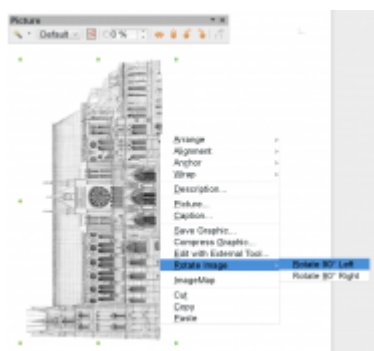 Picture
Default
0 %
Arrange
Alignment
Anchor
Wrap
Description...
Picture...
Caption...
Save Graphic...
Compress Graphic...
Edit with External Tool...
Rotate Image
Rotate 90° Left
Rotate 90° Right
ImageMap
Cut
Copy
Paste